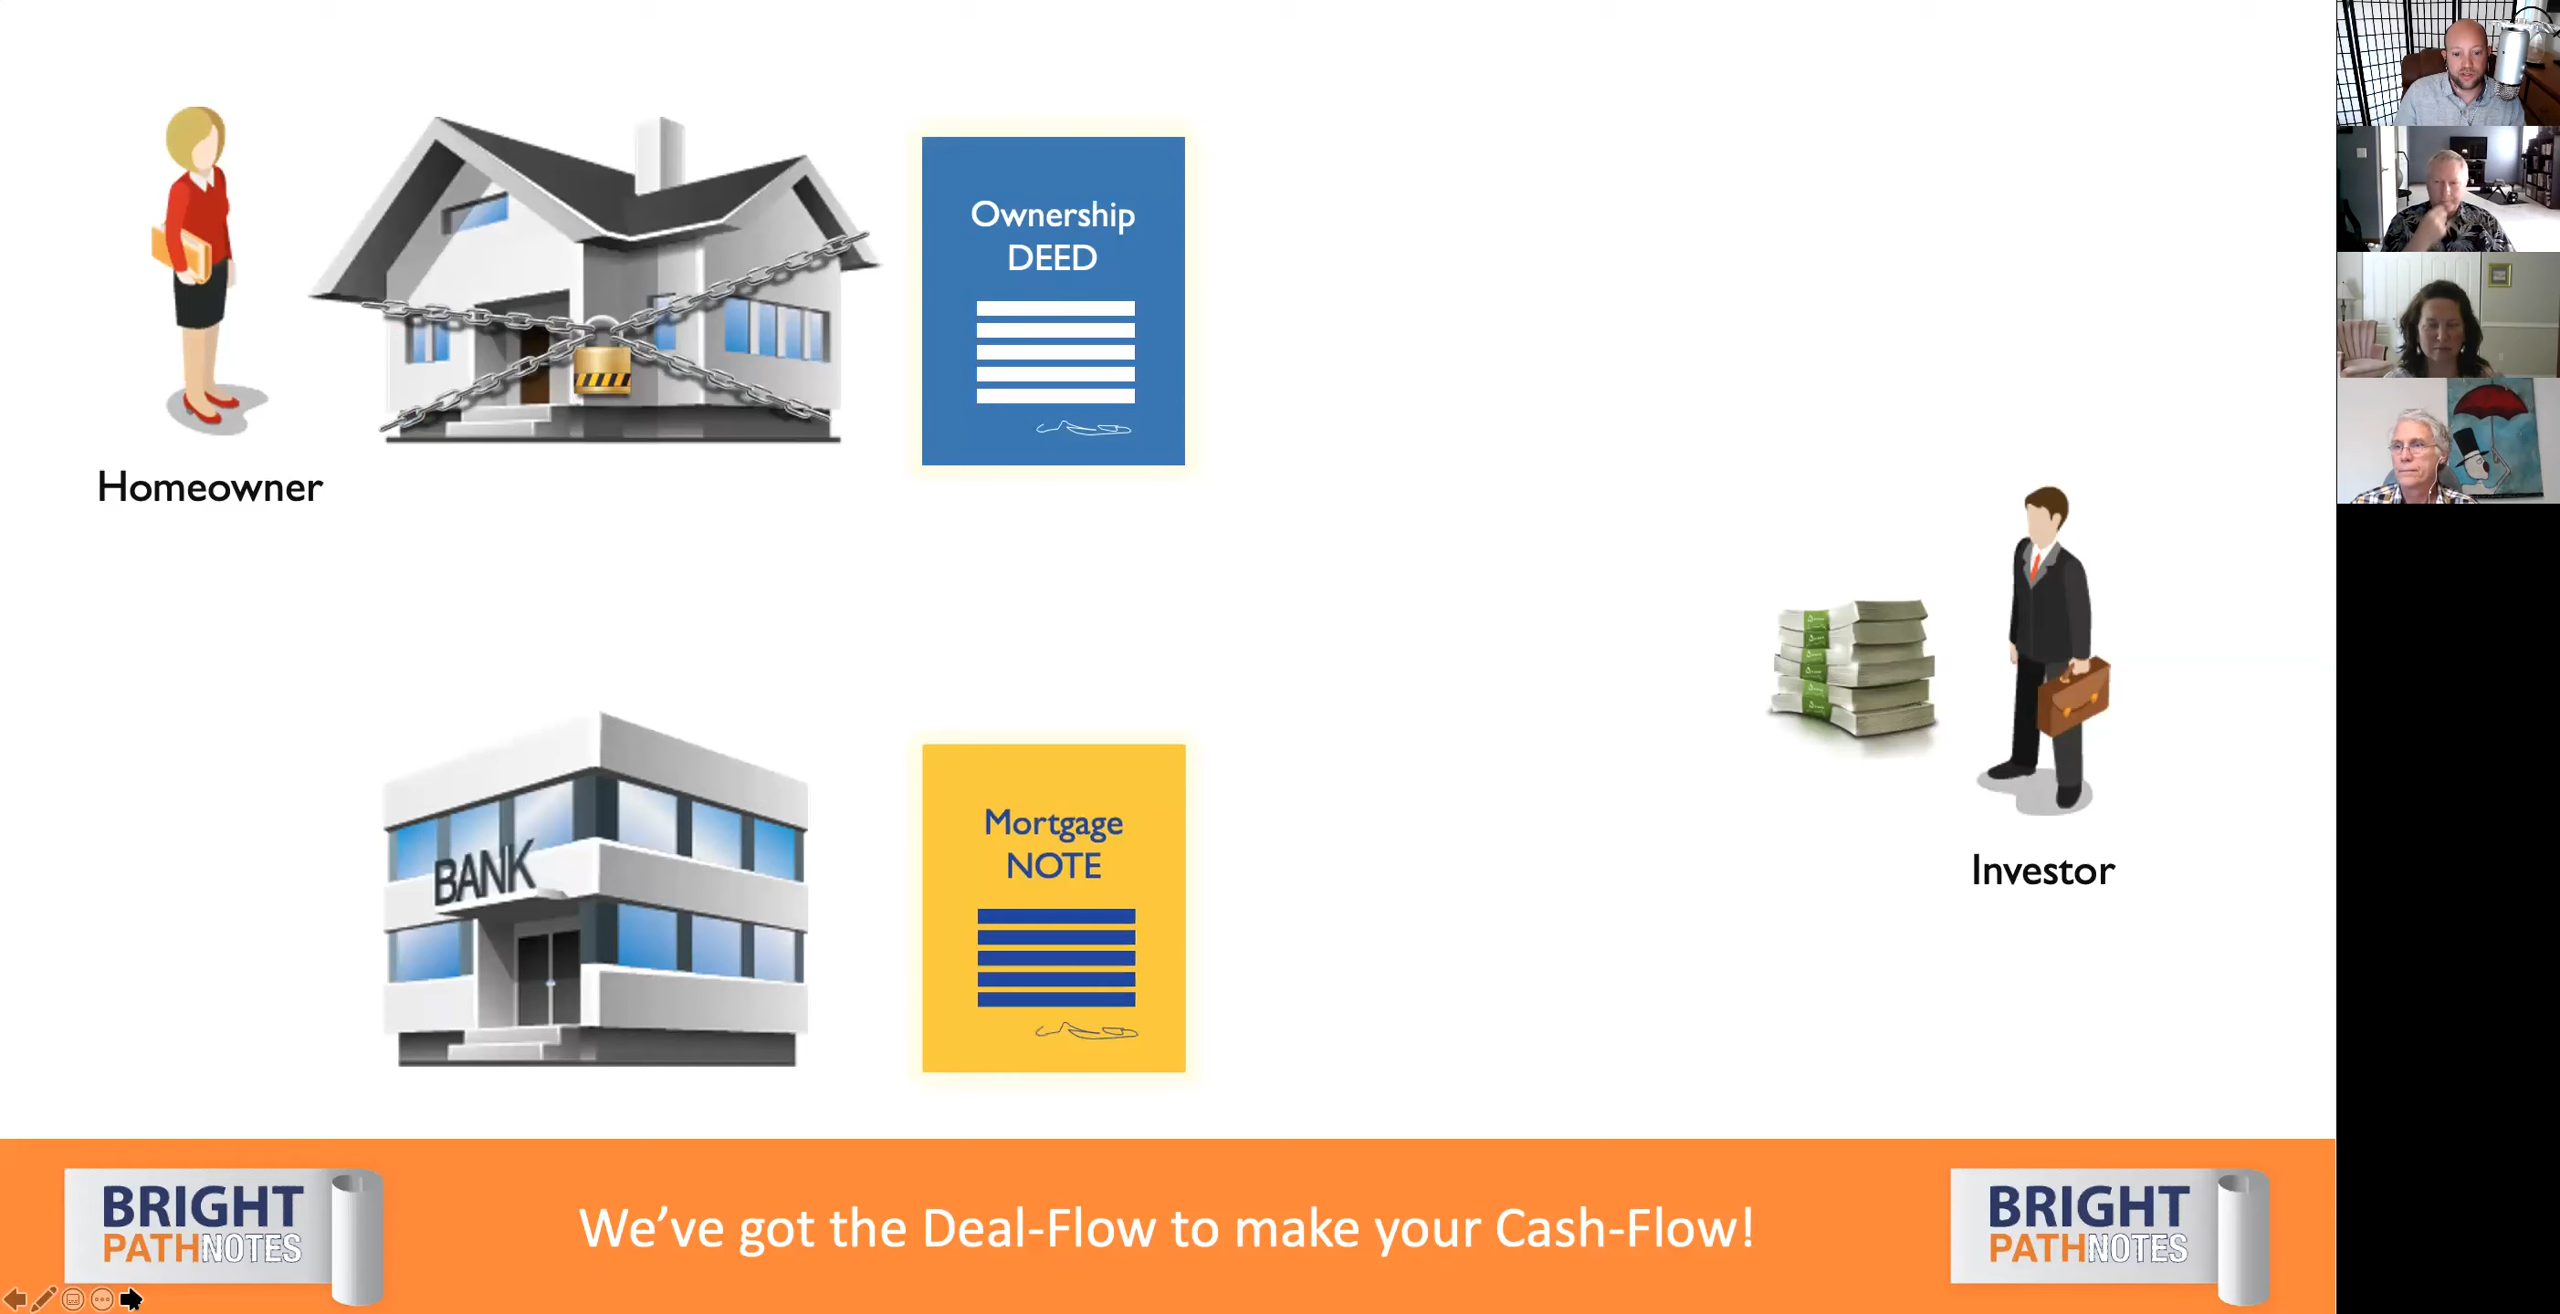 Ownership
DEED
Homeowner
BANK
Mortgage
NOTE
Investor
BRIGHT
PATHNOTES
We've got the Deal-Flow to make your Cash-Flow!
BRIGHT
PATHNOTES